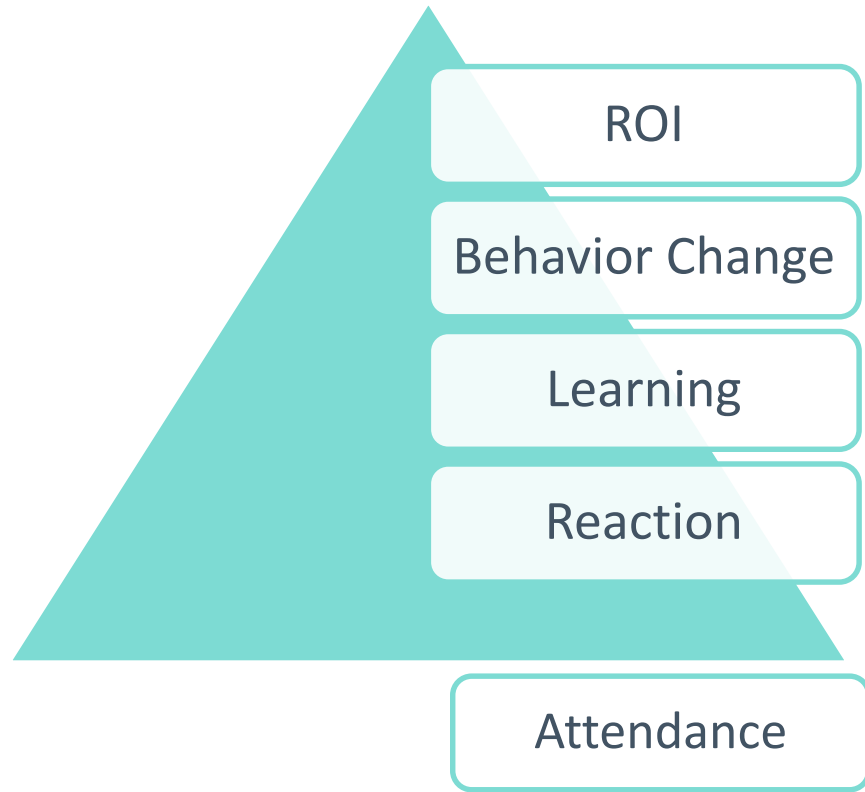 ROI
Behavior Change
Learning
Reaction
Attendance